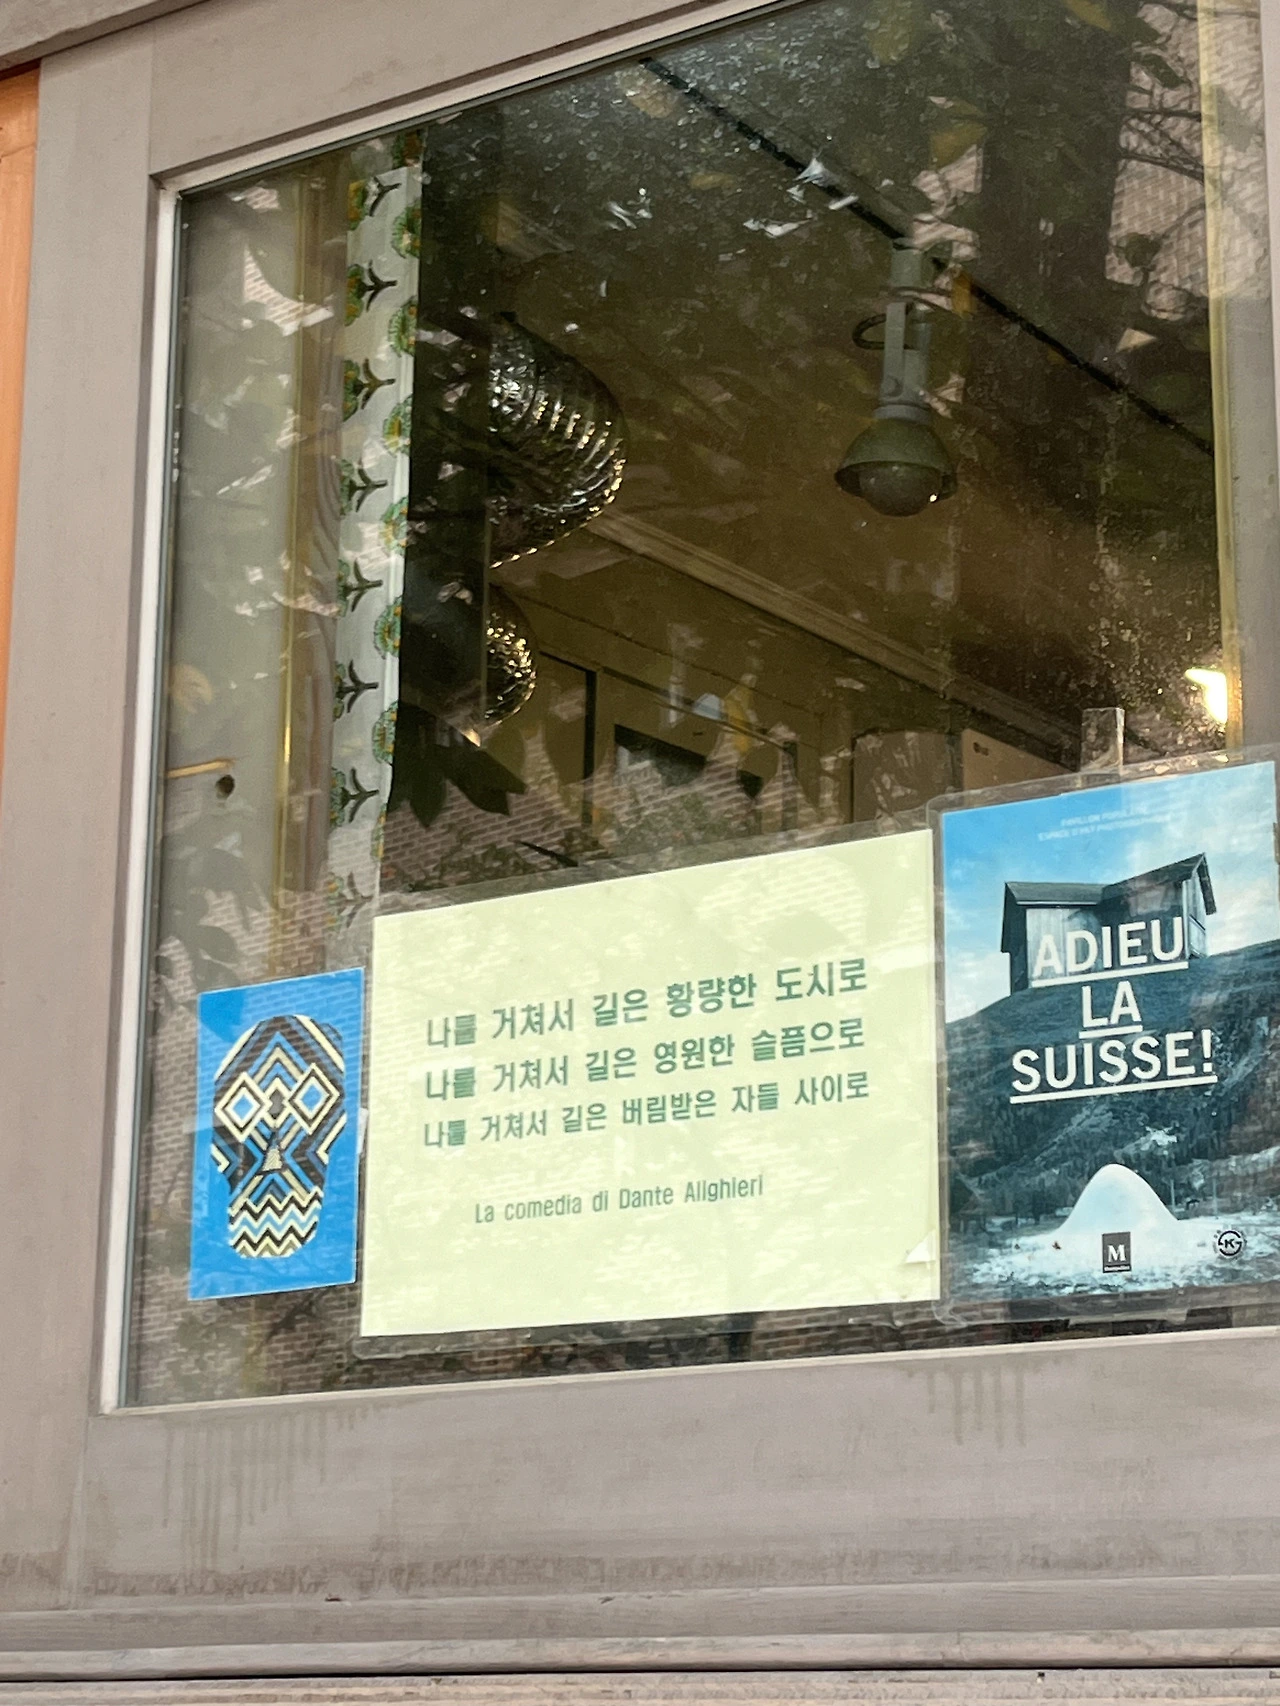 나를 거쳐서 길은 황량한 도시로
나를 거쳐서 길은 영원한 슬픔으로
나를 거쳐서 길은 버림받은 자들 사이로
La comedia di Dante Alighieri
ADIEU
LA
SUISSE!
M